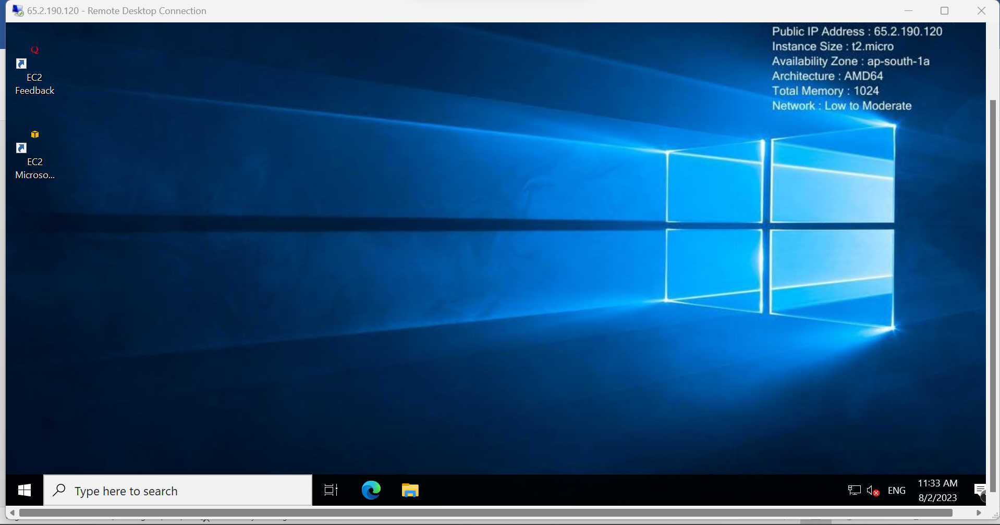 65.2.190.120 - Remote Desktop Connection
Public IP Address : 65.2.190.120
Instance Size : t2.micro
Availability Zone : ap-south-1a
Architecture : AMD64
Total Memory : 1024
Network : Low to Moderate
Q
EC2
Feedback
EC2
Microso...
Type here to search
ENG
11:33 AM
8/2/2023